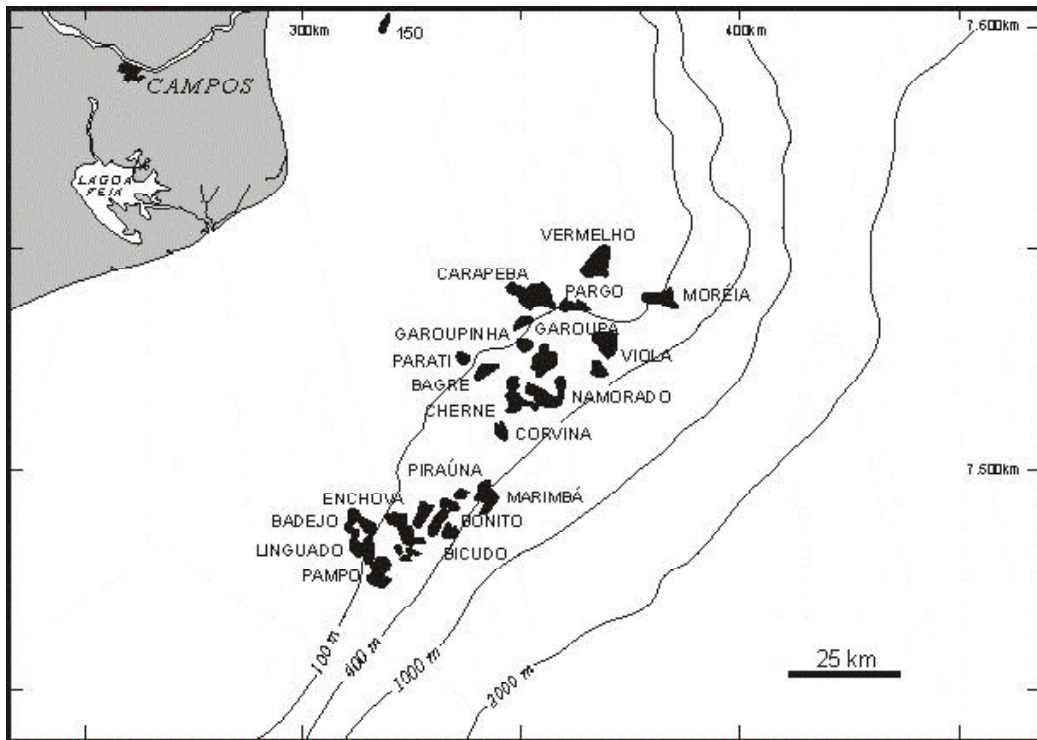 300km
150
400km
7.600km
CAMPOS
LAGOA
FEIA
VERMELHO
CARAPEBA
PARGO
MORÉIA
GAROUPINHA
GAROUPA
PARATI
VIOLA
BAGRE
NAMORADO
CHERNE
CORVINA
7.500km
PIRAÚNA
ENCHOVA
MARIMBÁ
BADEJO
BONITO
LINGUADO
BICUDO
PAMPO
100 m
400 m
1000 m
2000 m
25 km